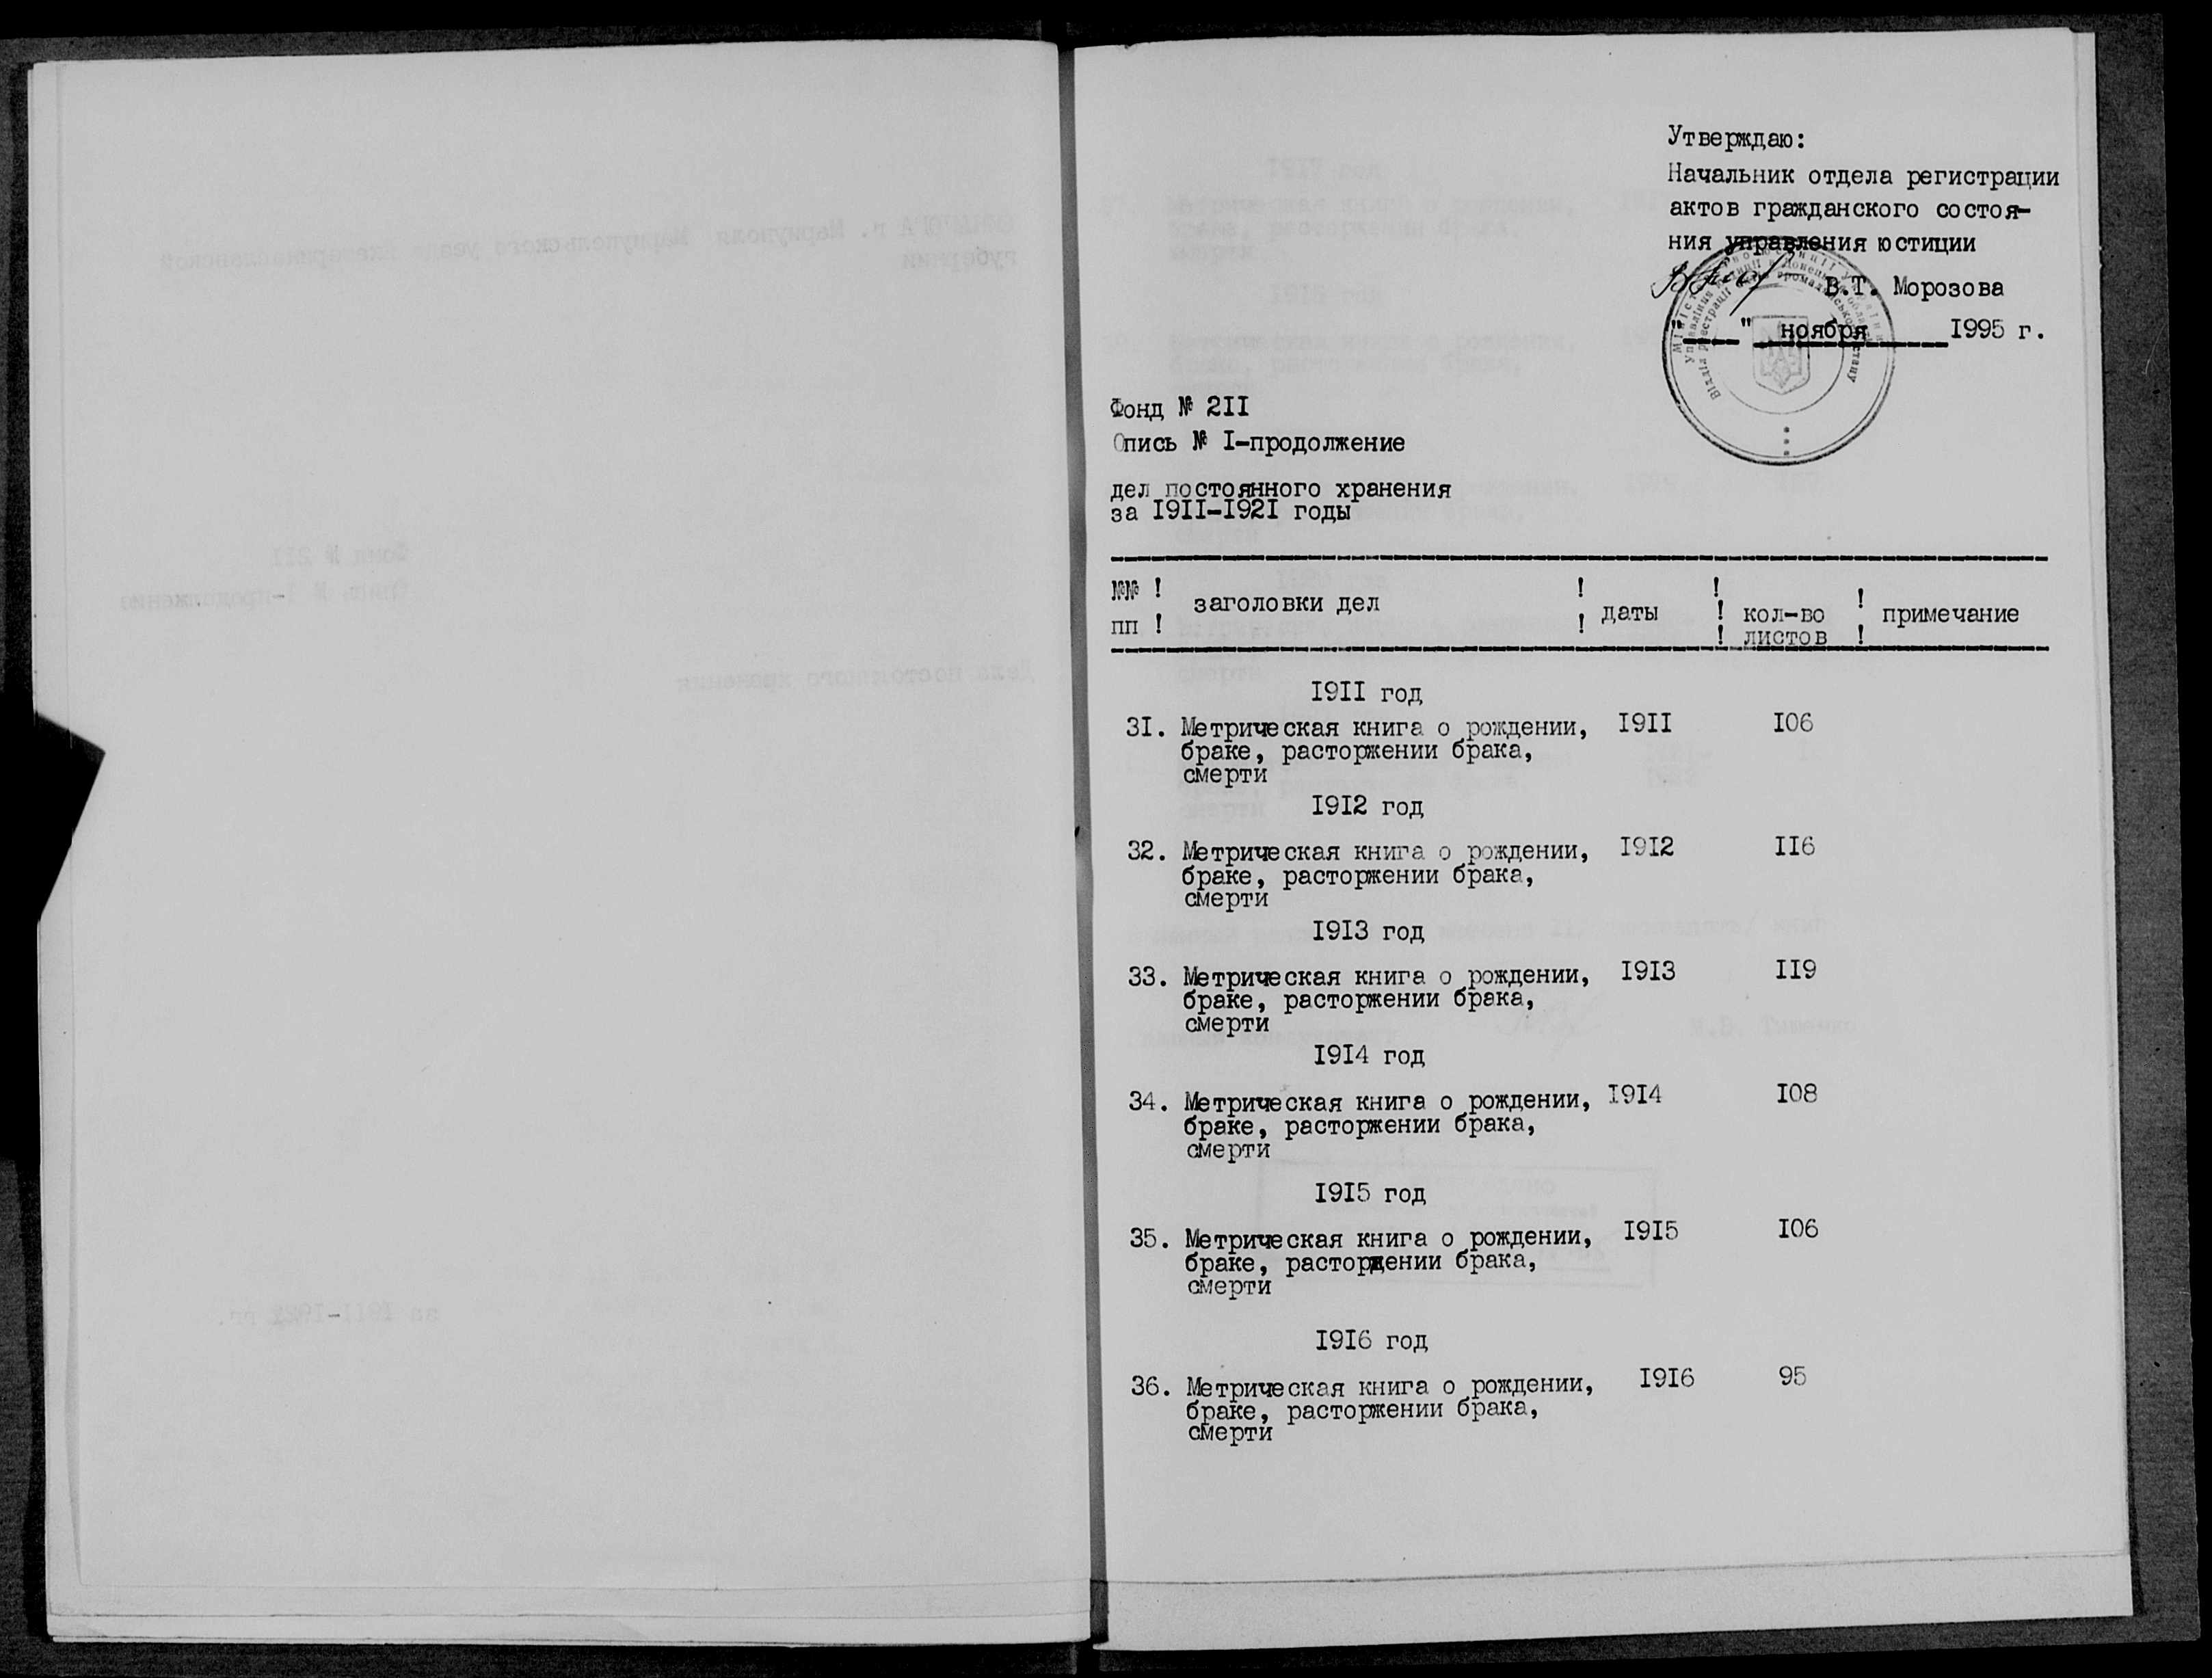 Утверждаю:
Начальник отдела регистрации
актов гражданского состоя-
ния управления юстиции
В.Т. Морозова
" " ноября 1995 г.
Фонд № 2II
Опись № I-продолжение
дел постоянного хранения
за I9II-I92I годы
№№ ! заголовки дел ! даты ! кол-во ! примечание
пп ! ! ! листов !
I9II год
3I. Метрическая книга о рождении, I9II I06
браке, расторжении брака,
смерти
I9I2 год
32. Метрическая книга о рождении, I9I2 II6
браке, расторжении брака,
смерти
I9I3 год
33. Метрическая книга о рождении, I9I3 II9
браке, расторжении брака,
смерти
I9I4 год
34. Метрическая книга о рождении, I9I4 I08
браке, расторжении брака,
смерти
I9I5 год
35. Метрическая книга о рождении, I9I5 I06
браке, расторжении брака,
смерти
I9I6 год
36. Метрическая книга о рождении, I9I6 95
браке, расторжении брака,
смерти